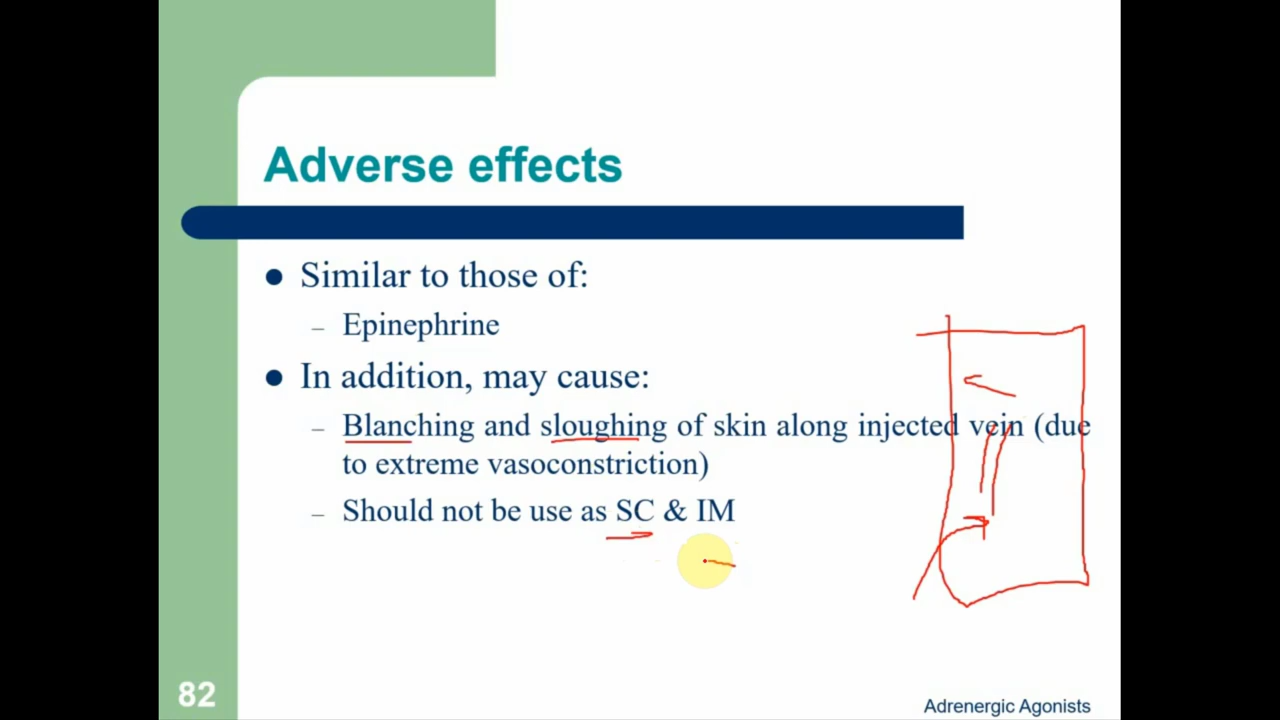 Adverse effects
● Similar to those of:
– Epinephrine
● In addition, may cause:
– Blanching and sloughing of skin along injected vein (due
to extreme vasoconstriction)
– Should not be use as SC & IM
82
Adrenergic Agonists